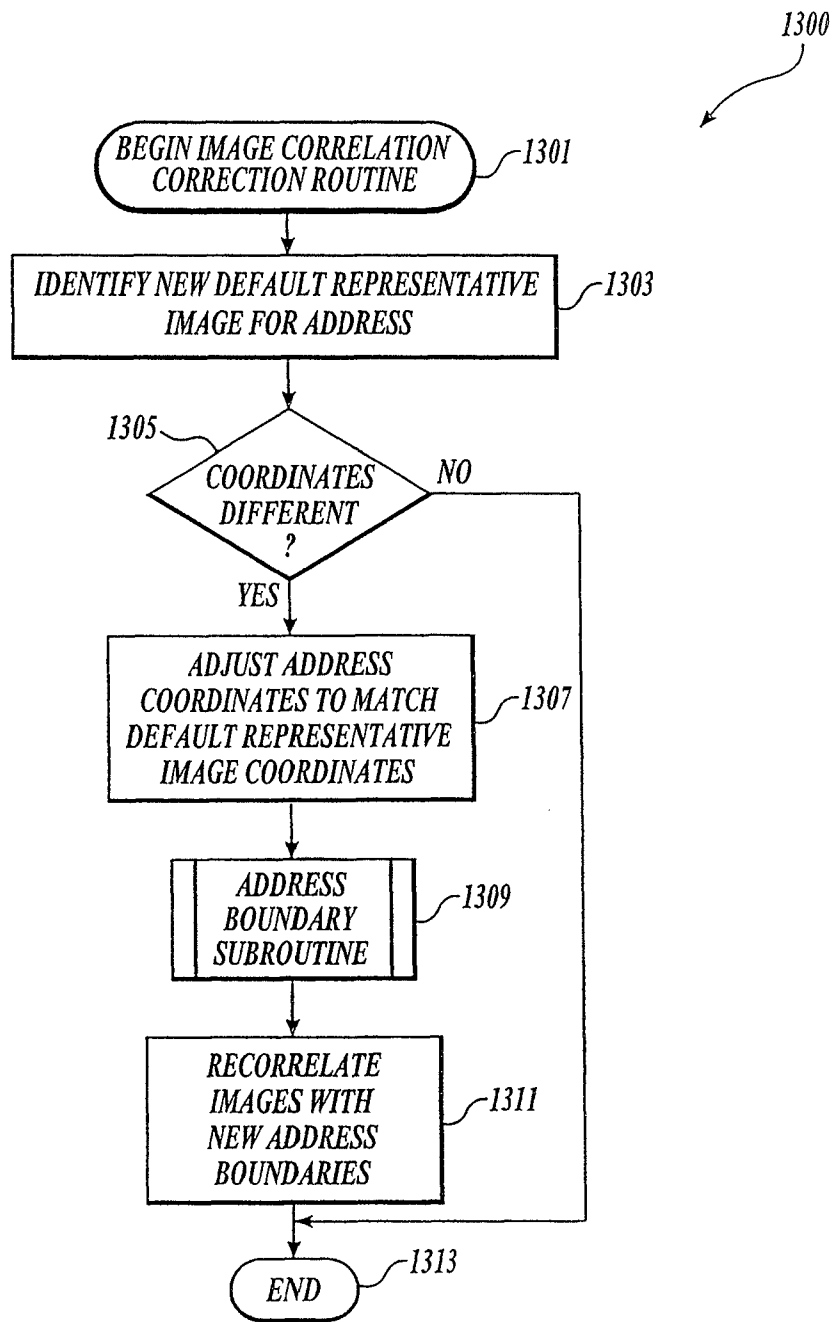 1300
BEGIN IMAGE CORRELATION
CORRECTION ROUTINE
1301
IDENTIFY NEW DEFAULT REPRESENTATIVE
IMAGE FOR ADDRESS
1303
1305
COORDINATES
DIFFERENT
?
NO
YES
ADJUST ADDRESS
COORDINATES TO MATCH
DEFAULT REPRESENTATIVE
IMAGE COORDINATES
1307
ADDRESS
BOUNDARY
SUBROUTINE
1309
RECORRELATE
IMAGES WITH
NEW ADDRESS
BOUNDARIES
1311
END
1313